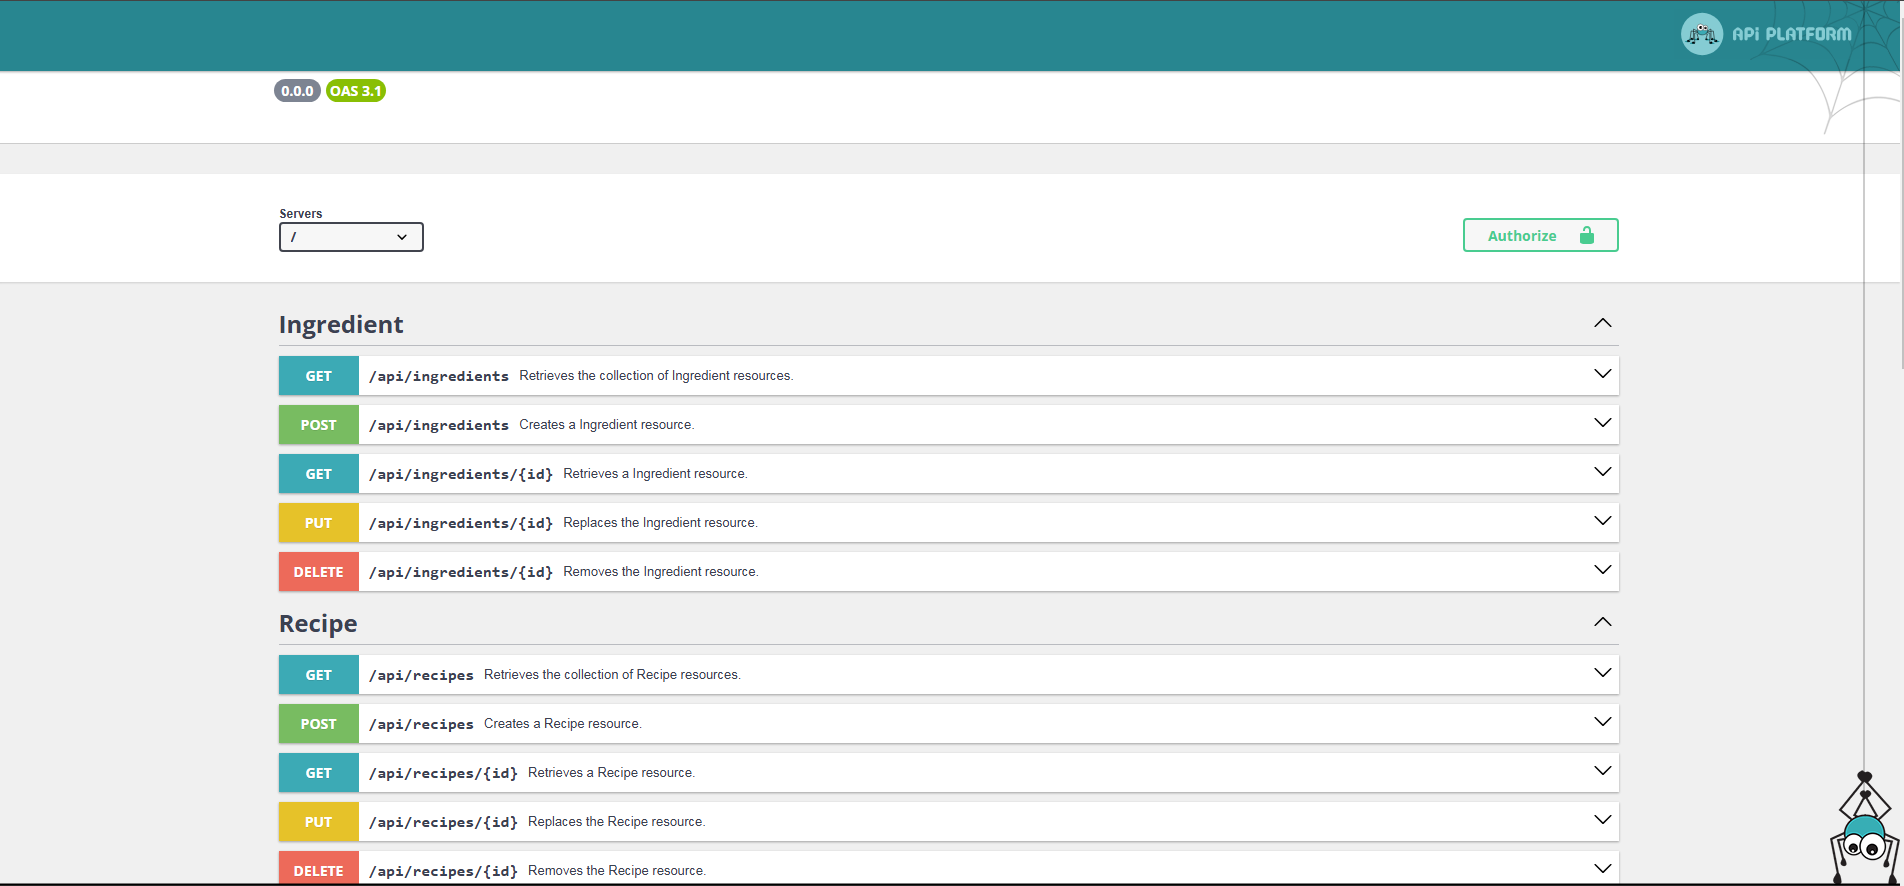 API PLATFORM
0.0.0 OAS 3.1
Servers
/
Authorize
Ingredient
GET /api/ingredients Retrieves the collection of Ingredient resources.
POST /api/ingredients Creates a Ingredient resource.
GET /api/ingredients/{id} Retrieves a Ingredient resource.
PUT /api/ingredients/{id} Replaces the Ingredient resource.
DELETE /api/ingredients/{id} Removes the Ingredient resource.
Recipe
GET /api/recipes Retrieves the collection of Recipe resources.
POST /api/recipes Creates a Recipe resource.
GET /api/recipes/{id} Retrieves a Recipe resource.
PUT /api/recipes/{id} Replaces the Recipe resource.
DELETE /api/recipes/{id} Removes the Recipe resource.